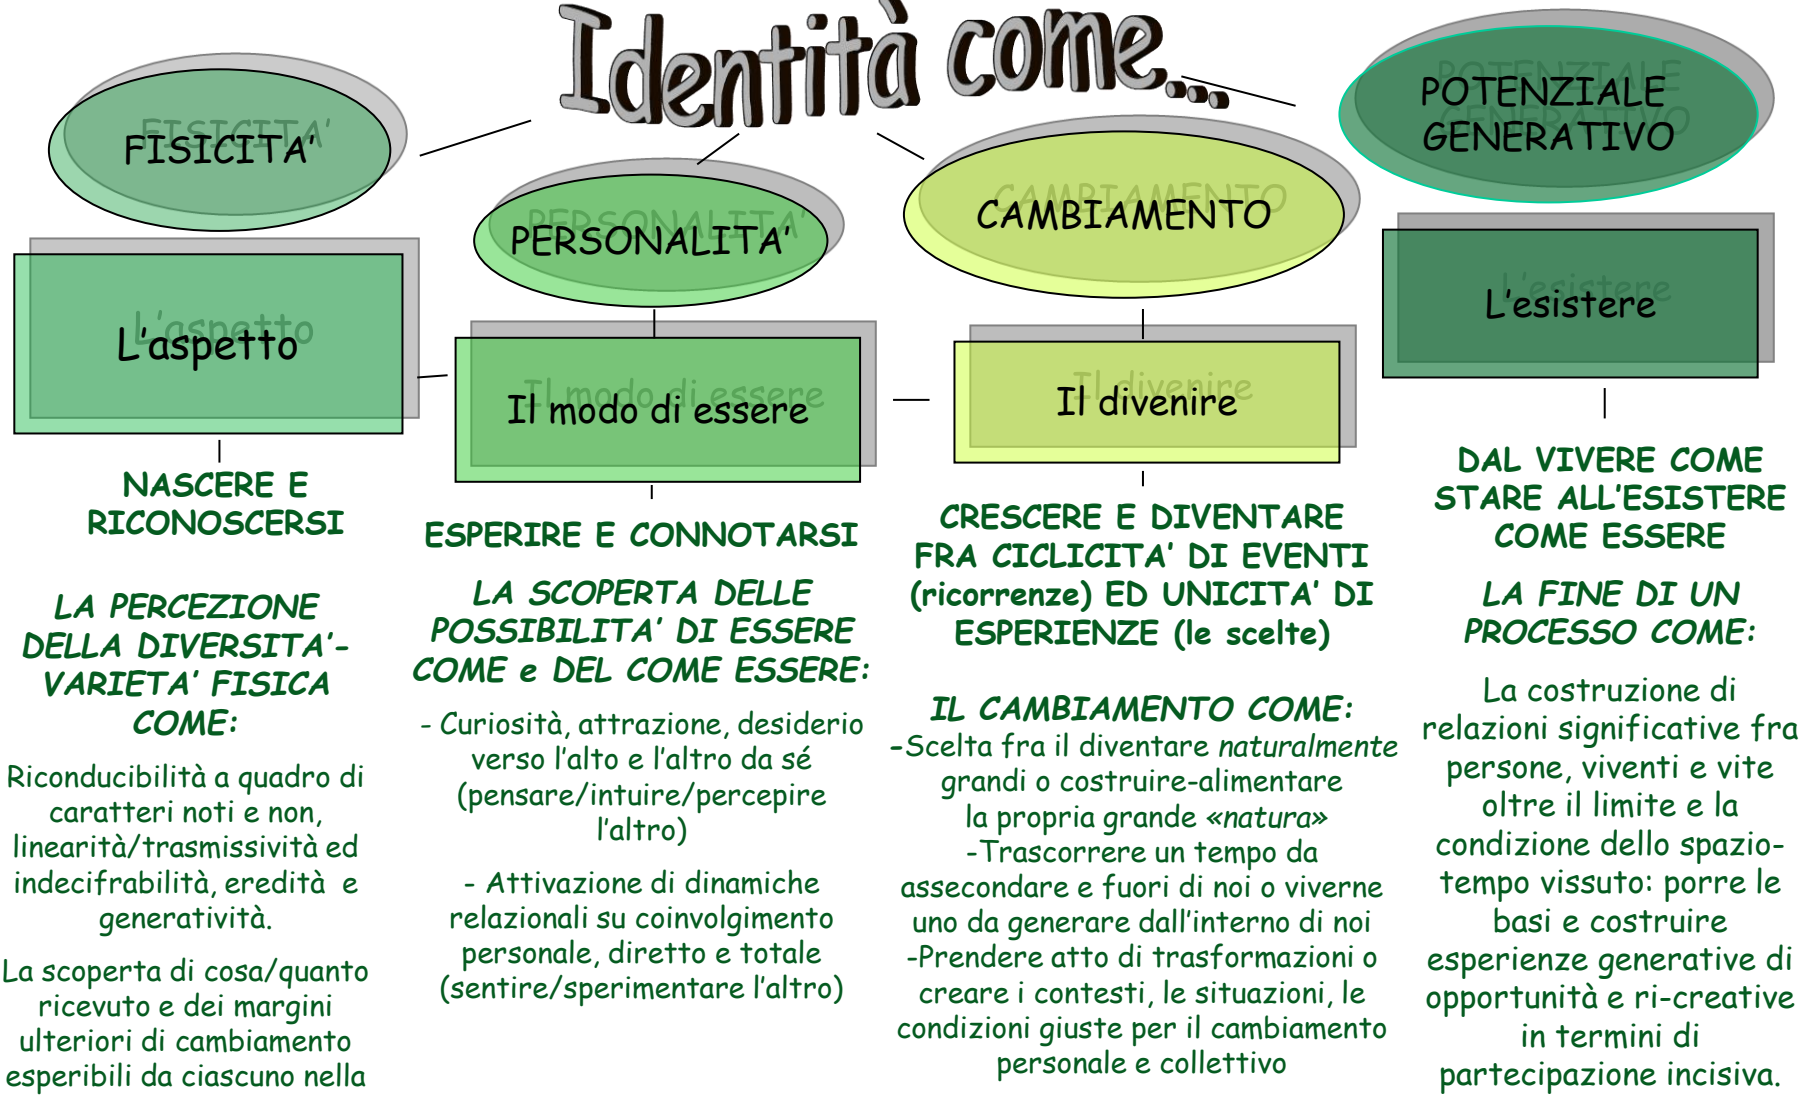 Identità come...
FISICITA’
L’aspetto
NASCERE E
RICONOSCERSI
LA PERCEZIONE
DELLA DIVERSITA’-
VARIETA’ FISICA
COME:
Riconducibilità a quadro di
caratteri noti e non,
linearità/trasmissività ed
indecifrabilità, eredità e
generatività.
La scoperta di cosa/quanto
ricevuto e dei margini
ulteriori di cambiamento
esperibili da ciascuno nella
PERSONALITA’
Il modo di essere
ESPERIRE E CONNOTARSI
LA SCOPERTA DELLE
POSSIBILITA’ DI ESSERE
COME e DEL COME ESSERE:
- Curiosità, attrazione, desiderio
verso l’alto e l’altro da sé
(pensare/intuire/percepire
l’altro)
- Attivazione di dinamiche
relazionali su coinvolgimento
personale, diretto e totale
(sentire/sperimentare l’altro)
CAMBIAMENTO
Il divenire
CRESCERE E DIVENTARE
FRA CICLICITA’ DI EVENTI
(ricorrenze) ED UNICITA’ DI
ESPERIENZE (le scelte)
IL CAMBIAMENTO COME:
-Scelta fra il diventare naturalmente
grandi o costruire-alimentare
la propria grande «natura»
-Trascorrere un tempo da
assecondare e fuori di noi o viverne
uno da generare dall’interno di noi
-Prendere atto di trasformazioni o
creare i contesti, le situazioni, le
condizioni giuste per il cambiamento
personale e collettivo
POTENZIALE
GENERATIVO
L’esistere
DAL VIVERE COME
STARE ALL’ESISTERE
COME ESSERE
LA FINE DI UN
PROCESSO COME:
La costruzione di
relazioni significative fra
persone, viventi e vite
oltre il limite e la
condizione dello spazio-
tempo vissuto: porre le
basi e costruire
esperienze generative di
opportunità e ri-creative
in termini di
partecipazione incisiva.